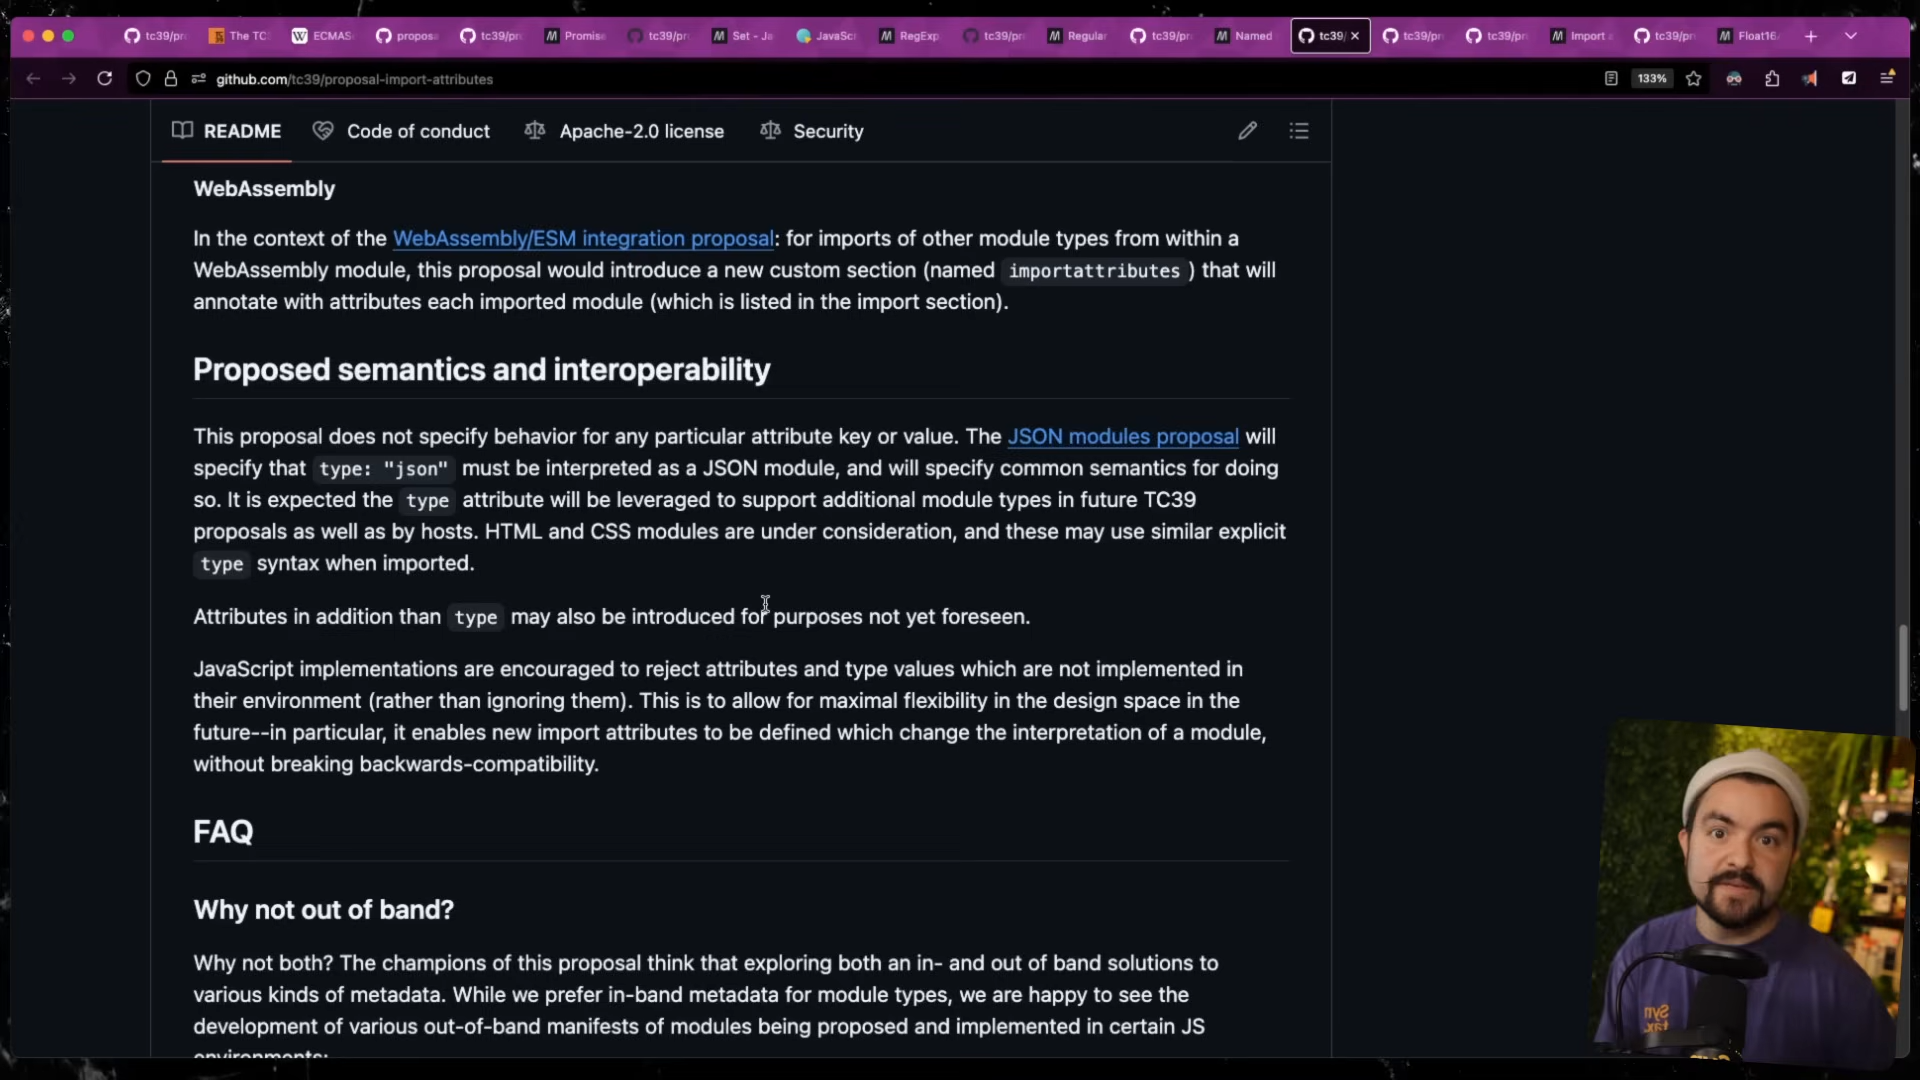 tc39/pr
The TC
ECMAS
propos
tc39/pr
Promise
tc39/pr
Set - Ja
JavaScr
RegExp
tc39/pr
Regular
tc39/pr
Named
tc39/
tc39/pr
tc39/pr
Import a
tc39/pr
Float16
github.com/tc39/proposal-import-attributes
133%
README
Code of conduct
Apache-2.0 license
Security
WebAssembly
In the context of the WebAssembly/ESM integration proposal: for imports of other module types from within a
WebAssembly module, this proposal would introduce a new custom section (named importattributes ) that will
annotate with attributes each imported module (which is listed in the import section).
Proposed semantics and interoperability
This proposal does not specify behavior for any particular attribute key or value. The JSON modules proposal will
specify that type: "json" must be interpreted as a JSON module, and will specify common semantics for doing
so. It is expected the type attribute will be leveraged to support additional module types in future TC39
proposals as well as by hosts. HTML and CSS modules are under consideration, and these may use similar explicit
type syntax when imported.
Attributes in addition than type may also be introduced for purposes not yet foreseen.
JavaScript implementations are encouraged to reject attributes and type values which are not implemented in
their environment (rather than ignoring them). This is to allow for maximal flexibility in the design space in the
future--in particular, it enables new import attributes to be defined which change the interpretation of a module,
without breaking backwards-compatibility.
FAQ
Why not out of band?
Why not both? The champions of this proposal think that exploring both an in- and out of band solutions to
various kinds of metadata. While we prefer in-band metadata for module types, we are happy to see the
development of various out-of-band manifests of modules being proposed and implemented in certain JS
environments:
Syn
tax.